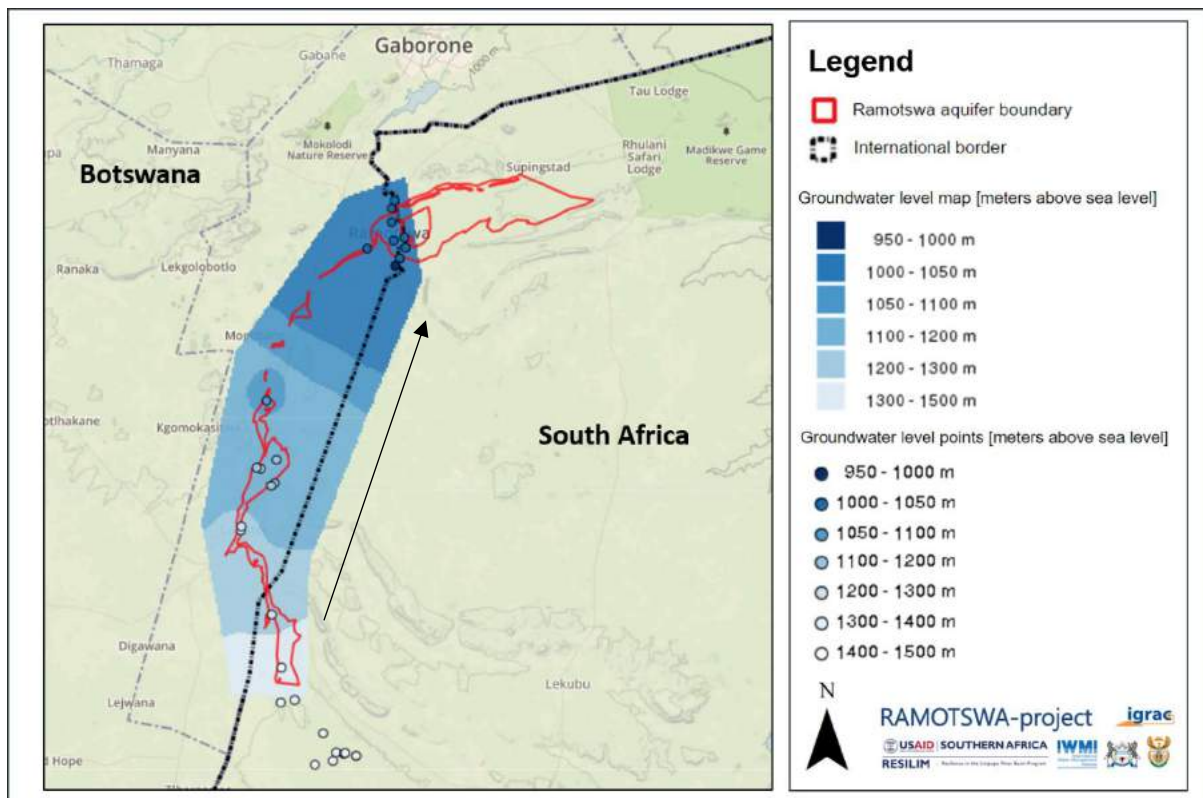 Gaborone
Gabane
Thamaga
1000 m
Tau Lodge
Mokolodi
Nature Reserve
Rhulani
Safari
Lodge
Madikwe Game
Reserve
Manyana
Supingstad
Botswana
Ranaka
Lekgolobotlo
South Africa
Digawana
Lekubu
Lejwana
Hope
Legend
Ramotswa aquifer boundary
International border
Groundwater level map [meters above sea level]
950 - 1000 m
1000 - 1050 m
1050 - 1100 m
1100 - 1200 m
1200 - 1300 m
1300 - 1500 m
Groundwater level points [meters above sea level]
950 - 1000 m
1000 - 1050 m
1050 - 1100 m
1100 - 1200 m
1200 - 1300 m
1300 - 1400 m
1400 - 1500 m
N
RAMOTSWA-project
igrac
USAID SOUTHERN AFRICA
RESILIM
IWMI